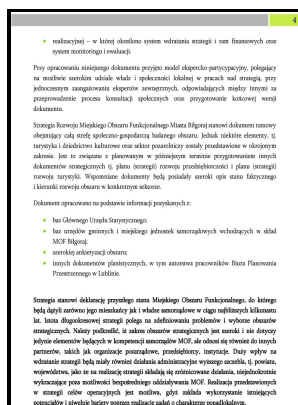 4
• realizacyjnej – w której określono system wdrażania strategii i ram finansowych oraz
system monitoringu i ewaluacji.
Przy opracowaniu niniejszego dokumentu przyjęto model ekspercko-partycypacyjny, polegający
na możliwie szerokim udziale władz i społeczności lokalnej w pracach nad strategią, przy
jednoczesnym zaangażowaniu ekspertów zewnętrznych, odpowiadających między innymi za
przeprowadzenie procesu konsultacji społecznych oraz przygotowanie końcowej wersji
dokumentu.
Strategia Rozwoju Miejskiego Obszaru Funkcjonalnego Miasta Biłgoraj stanowi dokument ramowy
obejmujący całą strefę społeczno-gospodarczą badanego obszaru. Jednak niektóre elementy, tj.
turystyka i dziedzictwo kulturowe oraz sektor pozarolniczy zostały przedstawione w okrojonym
zakresie. Jest to związane z planowanym w późniejszym terminie przygotowaniem innych
dokumentów strategicznych tj. planu (strategii) rozwoju przedsiębiorczości i planu (strategii)
rozwoju turystyki. Wspomniane dokumenty będą posiadały szeroki opis stanu faktycznego
i kierunki rozwoju obszaru w konkretnym sektorze.
Dokument opracowano na podstawie informacji pozyskanych z:
• baz Głównego Urzędu Statystycznego;
• baz urzędów gminnych i miejskiego jednostek samorządowych wchodzących w skład
MOF Biłgoraj;
• szerokiej ankietyzacji obszaru;
• innych dokumentów planistycznych, w tym autorstwa pracowników Biura Planowania
Przestrzennego w Lublinie.
Strategia stanowi deklarację przyszłego stanu Miejskiego Obszaru Funkcjonalnego, do którego
będą dążyli zarówno jego mieszkańcy jak i władze samorządowe w ciągu najbliższych kilkunastu
lat. Istota długookresowej strategii polega na zdefiniowaniu problemów i wyborze obszarów
strategicznych. Należy podkreślić, iż zakres obszarów strategicznych jest szeroki i nie dotyczy
jedynie elementów będących w kompetencji samorządów MOF, ale odnosi się również do innych
partnerów, takich jak organizacje pozarządowe, przedsiębiorcy, instytucje. Duży wpływ na
wdrażanie strategii będą miały również działania administracyjne wyższego szczebla, tj. powiatu,
województwa, jako że na realizację strategii składają się zróżnicowane działania, niejednokrotnie
wykraczające poza możliwości bezpośredniego oddziaływania MOF. Realizacja przedstawionych
w strategii celów operacyjnych jest możliwa, gdyż zakłada wykorzystanie istniejących
potencjałów i niweluje bariery poprzez realizację zadań o charakterze ponadlokalnym.